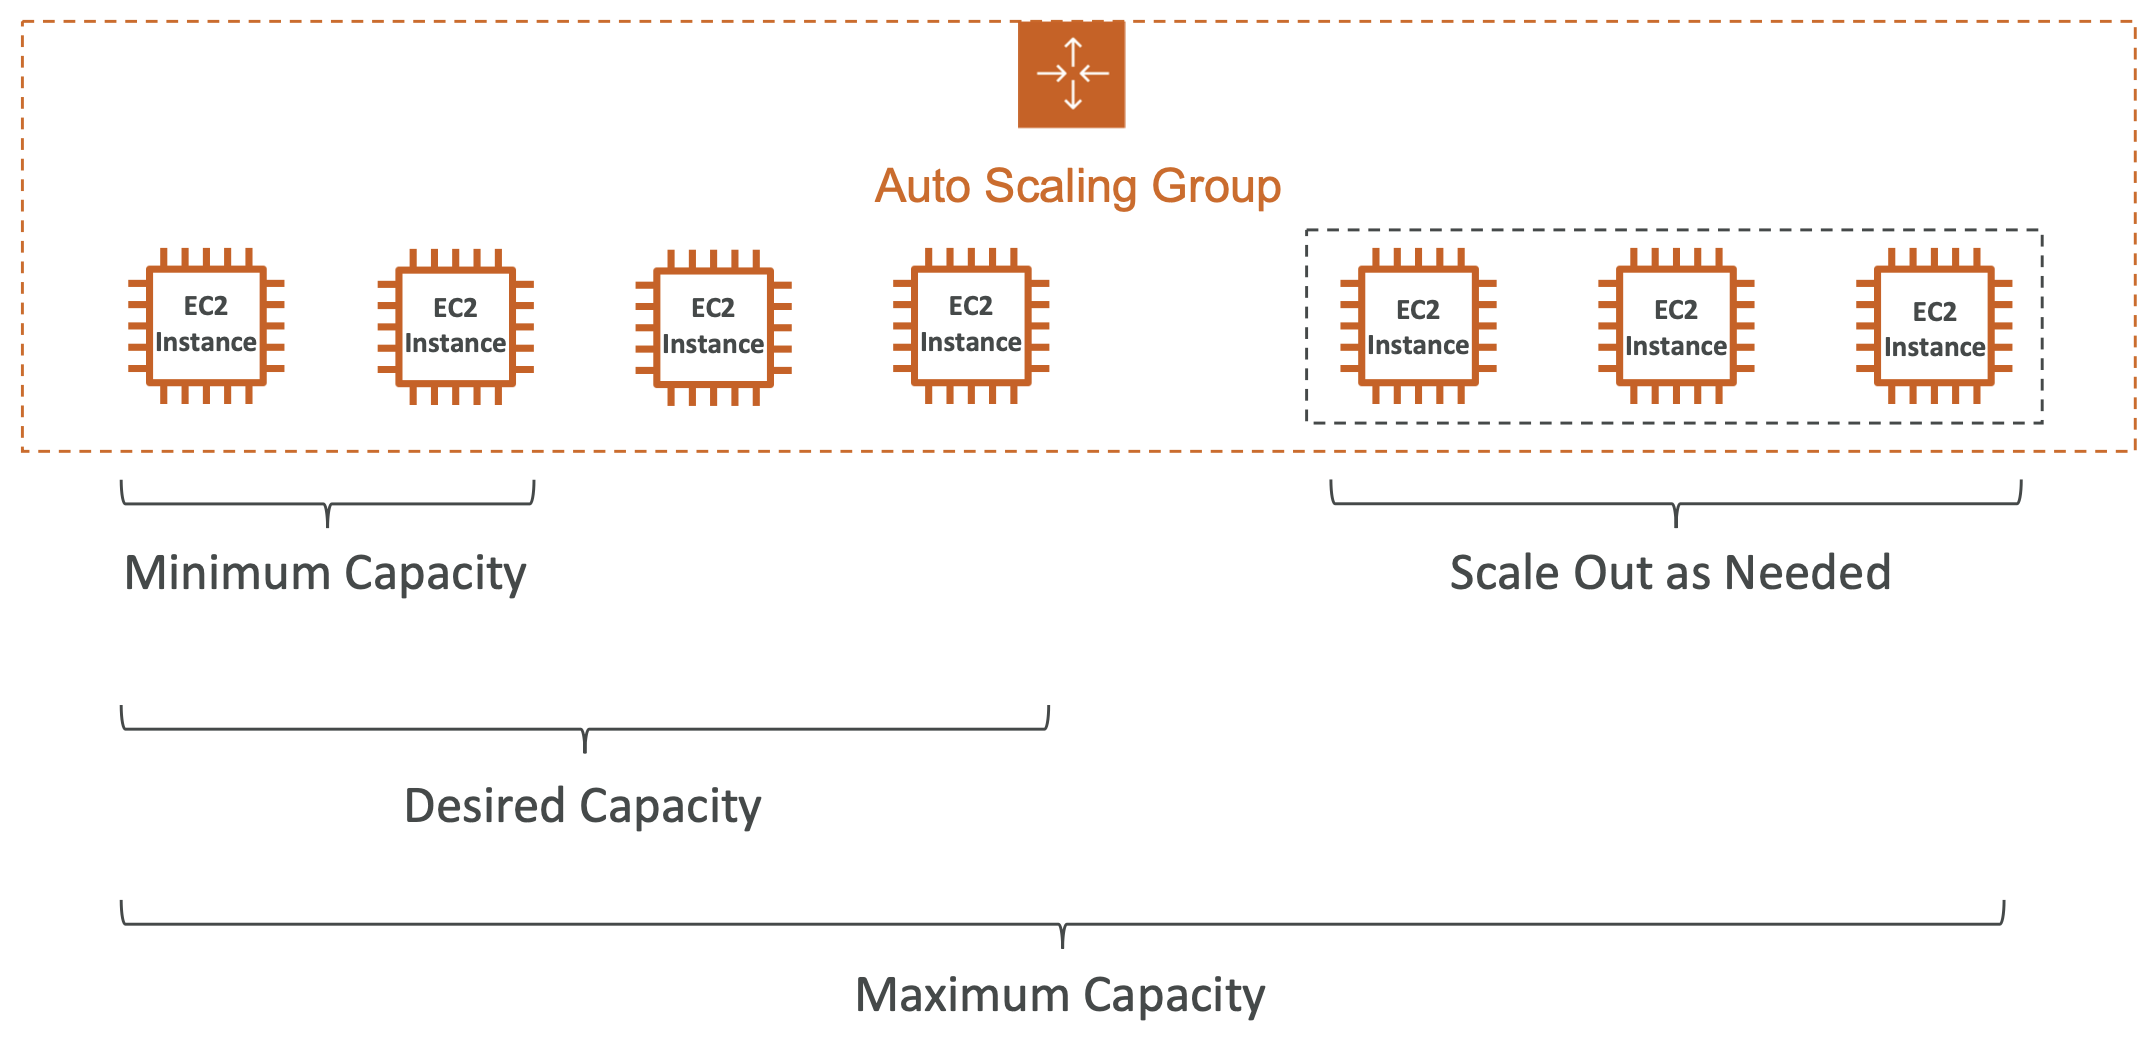 Auto Scaling Group
EC2
Instance
EC2
Instance
EC2
Instance
EC2
Instance
EC2
Instance
EC2
Instance
EC2
Instance
Minimum Capacity
Scale Out as Needed
Desired Capacity
Maximum Capacity